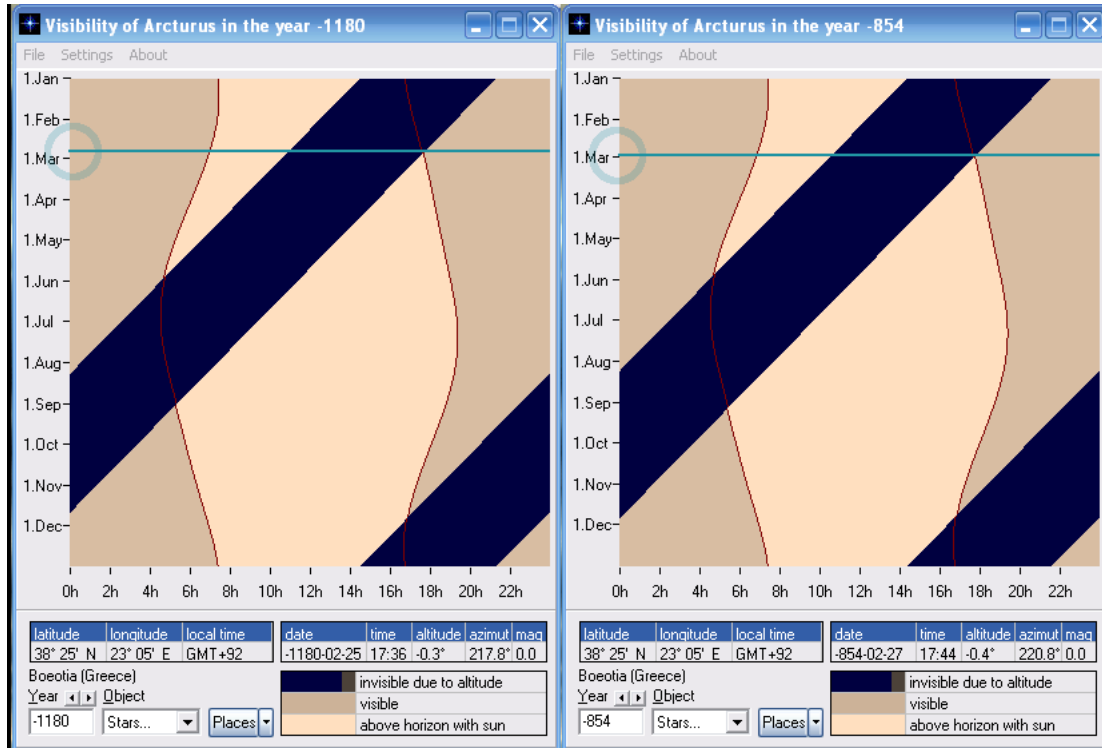 Visibility of Arcturus in the year -1180
File Settings About
1.Jan
1.Feb
1.Mar
1.Apr
1.May
1.Jun
1.Jul
1.Aug
1.Sep
1.Oct
1.Nov
1.Dec
0h 2h 4h 6h 8h 10h 12h 14h 16h 18h 20h 22h
latitude longitude local time
38° 25' N 23° 05' E GMT+92
Boeotia (Greece)
Year Object
-1180 Stars... Places
date time altitude azimut mag
-1180-02-25 17:36 -0.3° 217.8° 0.0
invisible due to altitude
visible
above horizon with sun
Visibility of Arcturus in the year -854
File Settings About
1.Jan
1.Feb
1.Mar
1.Apr
1.May
1.Jun
1.Jul
1.Aug
1.Sep
1.Oct
1.Nov
1.Dec
0h 2h 4h 6h 8h 10h 12h 14h 16h 18h 20h 22h
latitude longitude local time
38° 25' N 23° 05' E GMT+92
Boeotia (Greece)
Year Object
-854 Stars... Places
date time altitude azimut mag
-854-02-27 17:44 -0.4° 220.8° 0.0
invisible due to altitude
visible
above horizon with sun